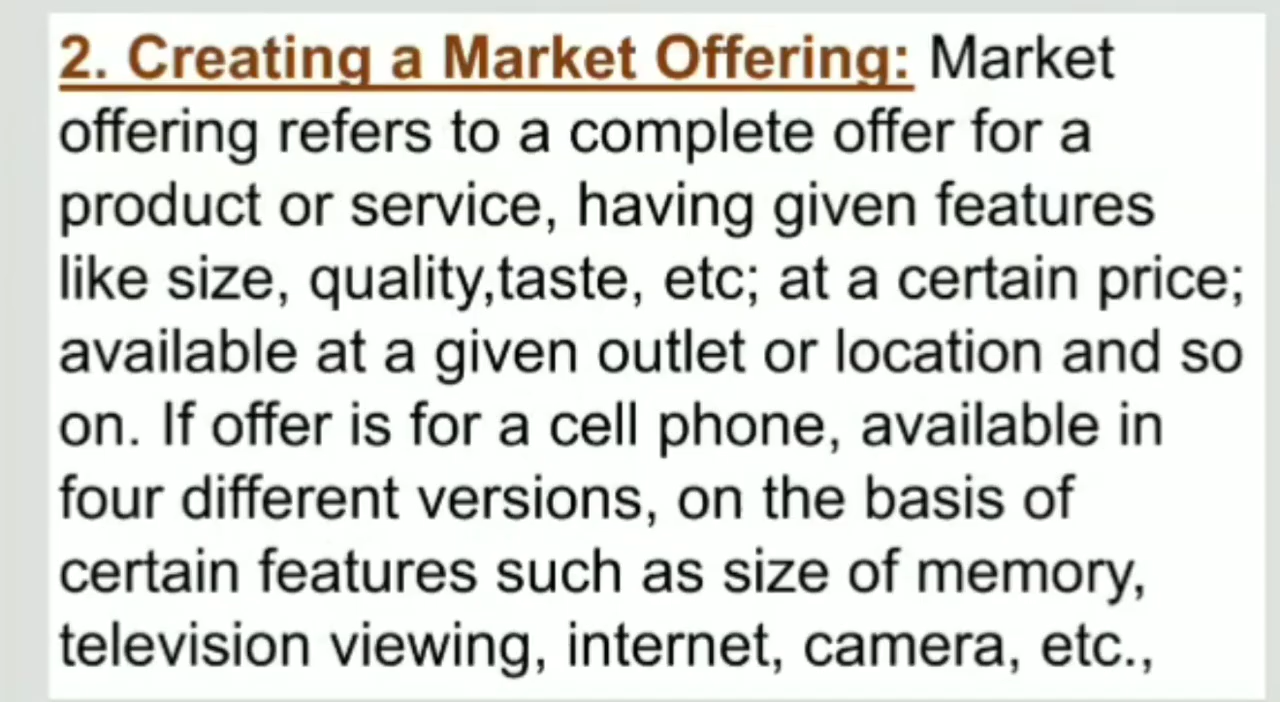 2. Creating a Market Offering: Market
offering refers to a complete offer for a
product or service, having given features
like size, quality,taste, etc; at a certain price;
available at a given outlet or location and so
on. If offer is for a cell phone, available in
four different versions, on the basis of
certain features such as size of memory,
television viewing, internet, camera, etc.,